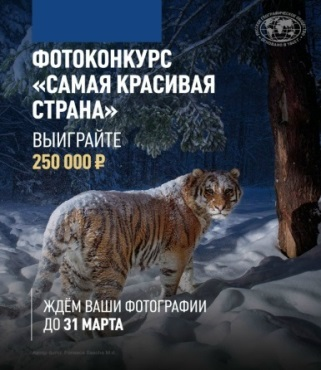 ФОТОКОНКУРС
«САМАЯ КРАСИВАЯ
СТРАНА»
ВЫИГРАЙТЕ
250 000 ₽
ЖДЁМ ВАШИ ФОТОГРАФИИ
ДО 31 МАРТА